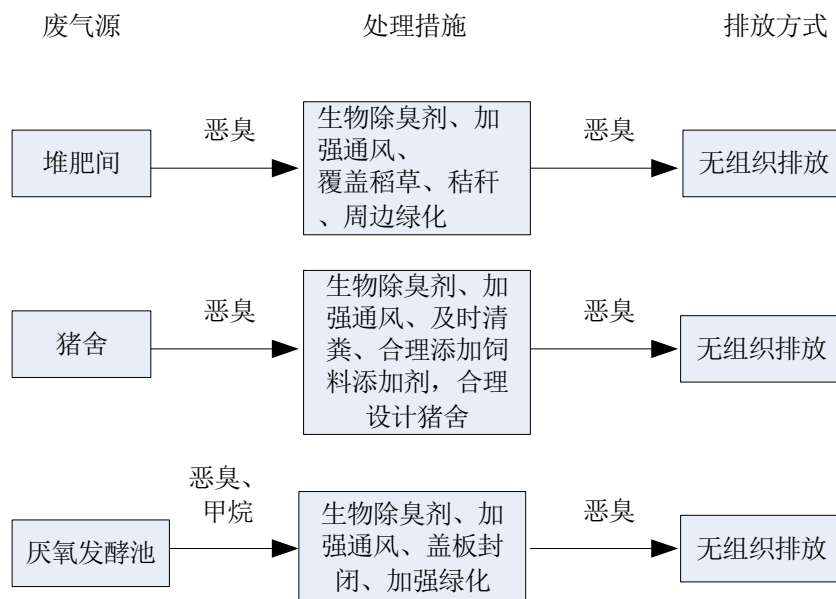 废气源
处理措施
排放方式
堆肥间
恶臭
生物除臭剂、加
强通风、
覆盖稻草、秸秆
、周边绿化
恶臭
无组织排放
猪舍
恶臭
生物除臭剂、加
强通风、及时清
粪、合理添加饲
料添加剂，合理
设计猪舍
恶臭
无组织排放
厌氧发酵池
恶臭、
甲烷
生物除臭剂、加
强通风、盖板封
闭、加强绿化
恶臭
无组织排放